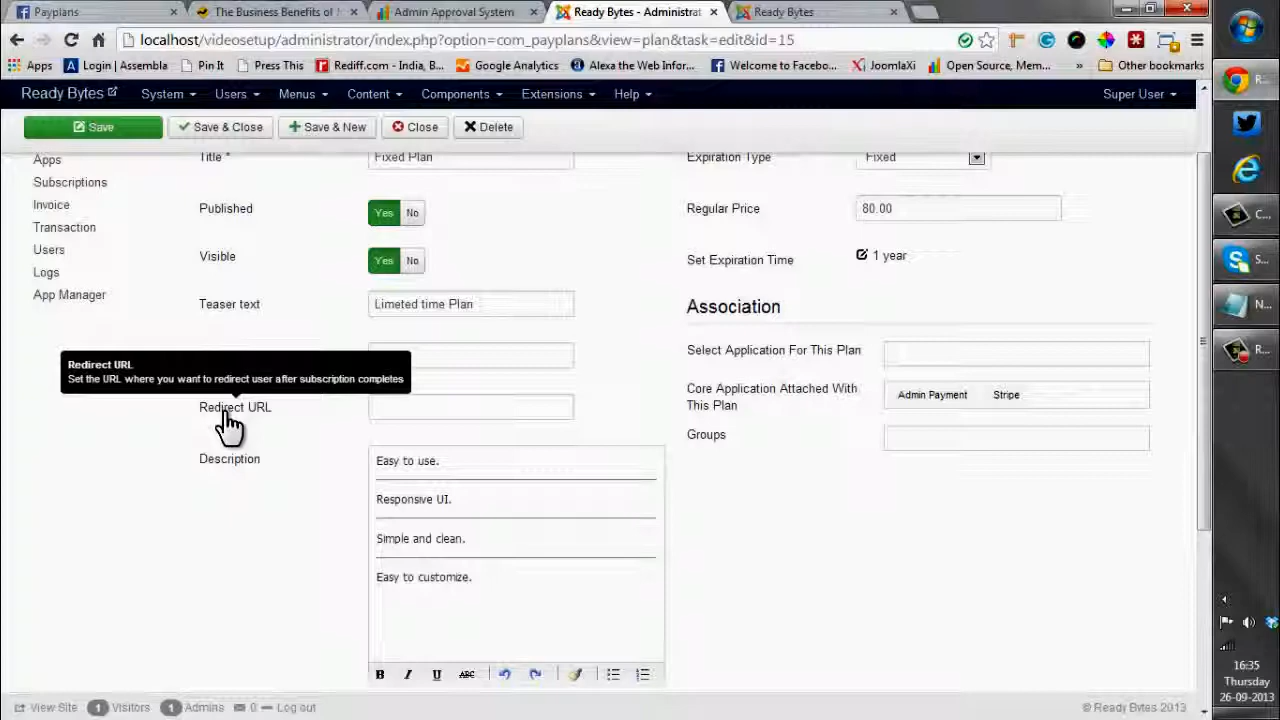 Payplans
The Business Benefits of
Admin Approval System
Ready Bytes - Administrat
Ready Bytes
localhost/videosetup/administrator/index.php?option=com_payplans&view=plan&task=edit&id=15
Apps
Login | Assembla
Pin It
Press This
Rediff.com - India, B...
Google Analytics
Alexa the Web Infor...
Welcome to Facebo...
JoomlaXi
Open Source, Mem...
»
Other bookmarks
Ready Bytes
System
Users
Menus
Content
Components
Extensions
Help
Super User
Save
Save & Close
Save & New
Close
Delete
Apps
Subscriptions
Invoice
Transaction
Users
Logs
App Manager
Title *
Fixed Plan
Published
Yes No
Visible
Yes No
Teaser text
Limeted time Plan
Redirect URL
Set the URL where you want to redirect user after subscription completes
Redirect URL
Description
Easy to use.
Responsive UI.
Simple and clean.
Easy to customize.
B I U ABC
Expiration Type
Fixed
Regular Price
80.00
Set Expiration Time
1 year
Association
Select Application For This Plan
Core Application Attached With
This Plan
Admin Payment
Stripe
Groups
View Site
1 Visitors
1 Admins
0
Log out
© Ready Bytes 2013
R...
C...
S...
N...
R...
16:35
Thursday
26-09-2013